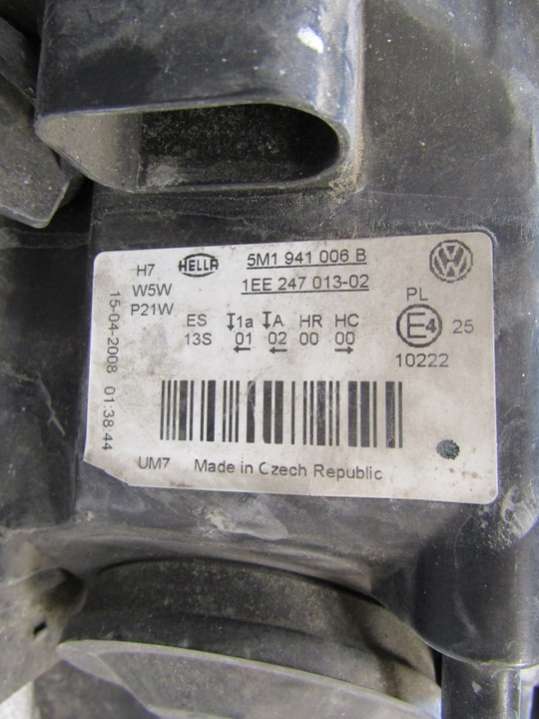 H7
W5W
P21W
HELLA
5M1 941 006 B
1EE 247 013-02
VW
15-04-2008 01:38:44
ES 1a A HR HC
13S 01 02 00 00
PL
E4 25
10222
UM7 Made in Czech Republic